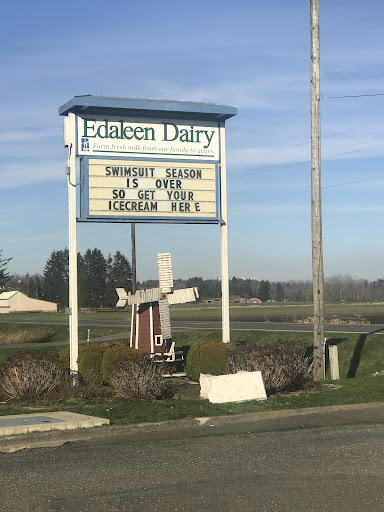 Edaleen Dairy
Farm fresh milk from our family to yours
SWIMSUIT SEASON
IS OVER
SO GET YOUR
ICECREAM HERE